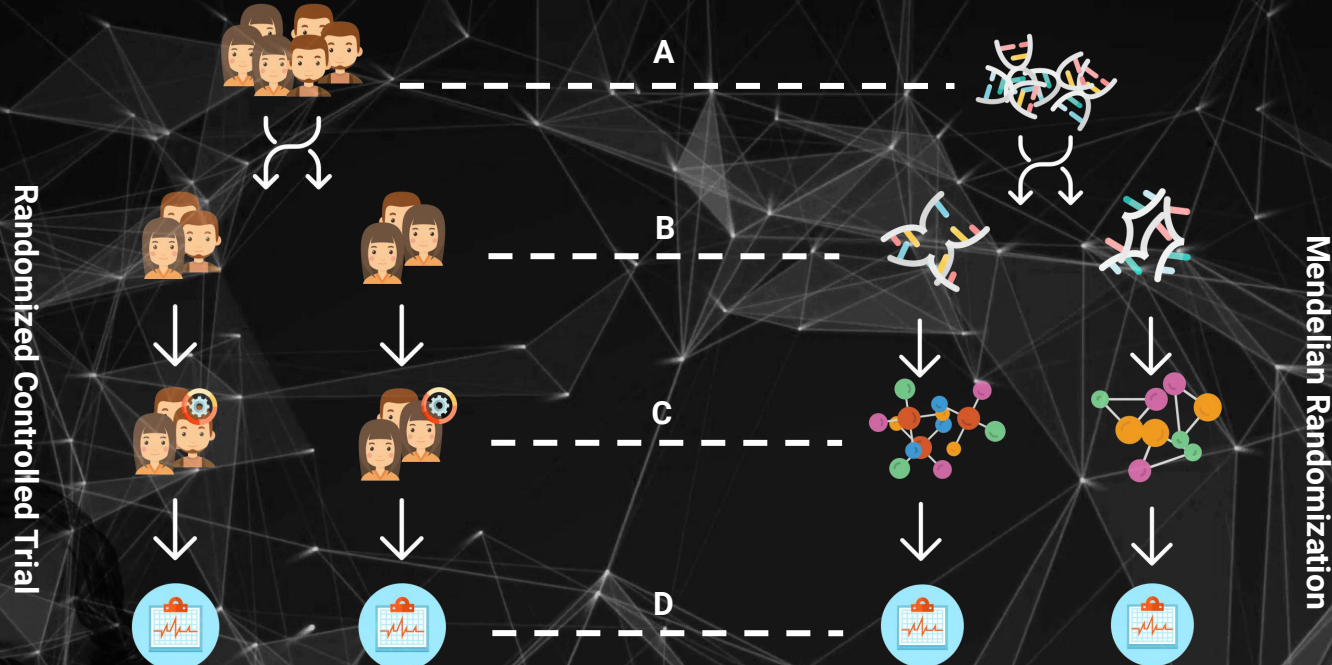 A
B
C
D
Randomized Controlled Trial
Mendelian Randomization